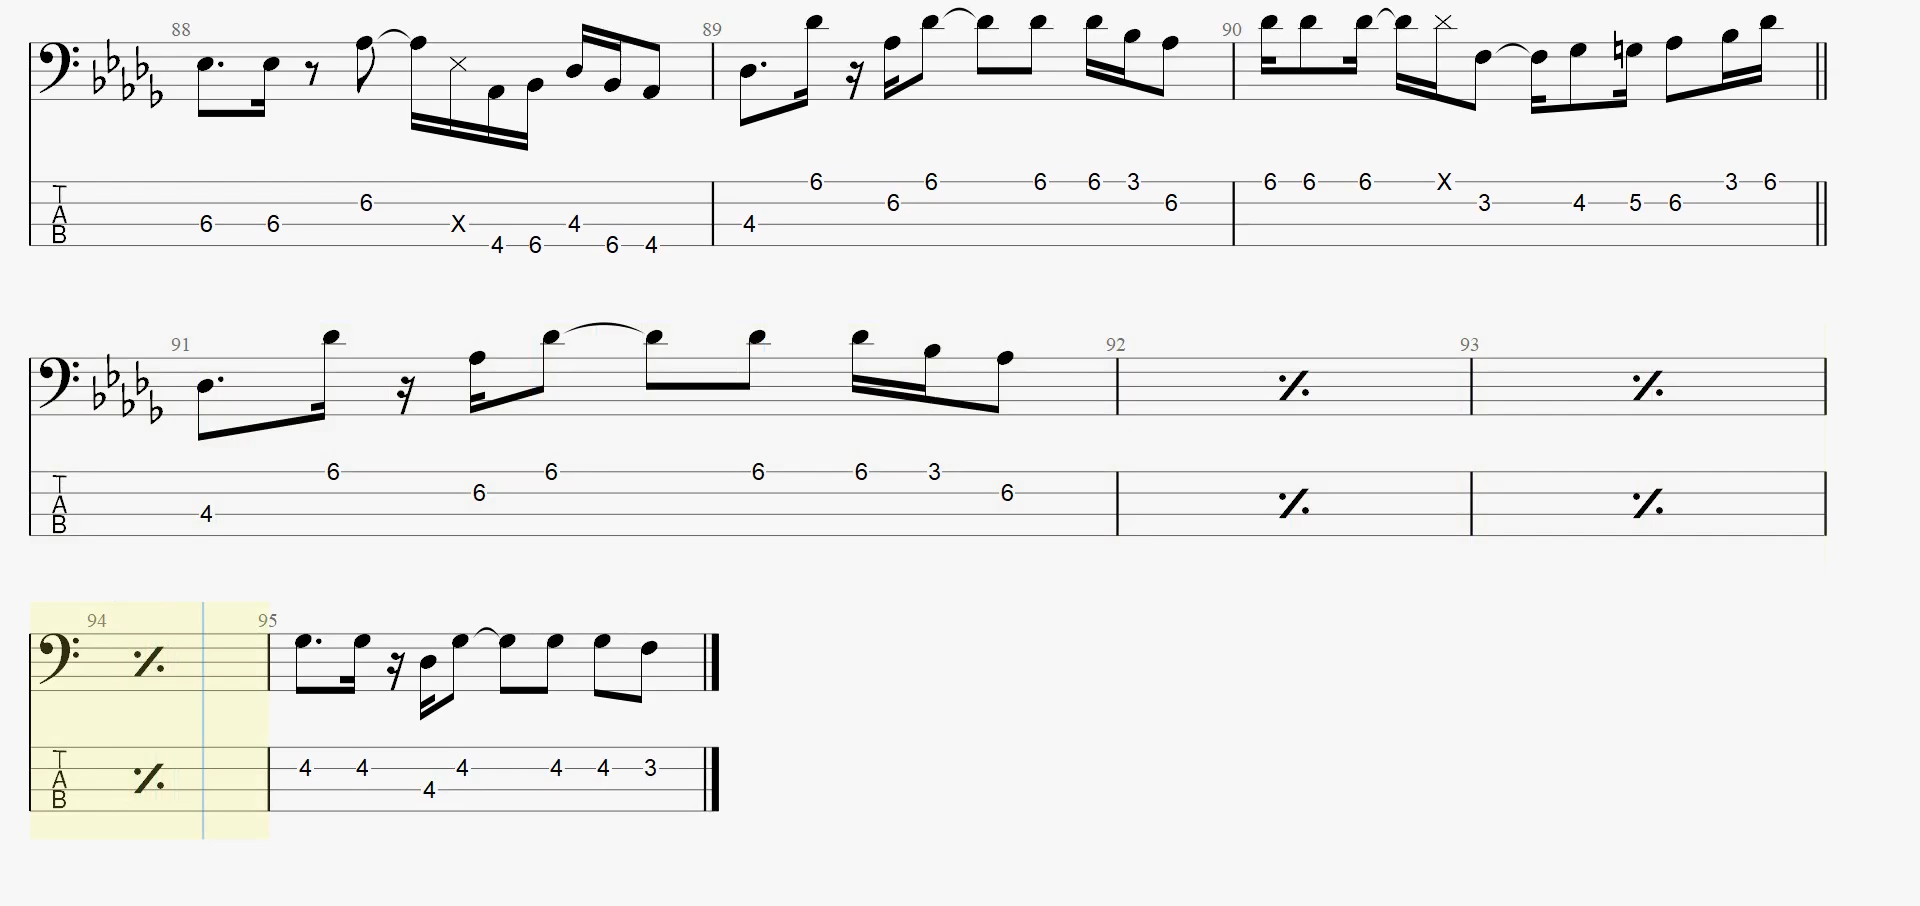 88 89 90
T 6 6 6 6 6 6 3 6 6 6 X 3 6
A 6 6 6 3 4 5 6
B 6 6 X 4 4
4 6 6 4
91 92 93
T 6 6 6 6 3
A 6 6
B 4
94 95
T
A 4 4 4 4 4 3
B 4